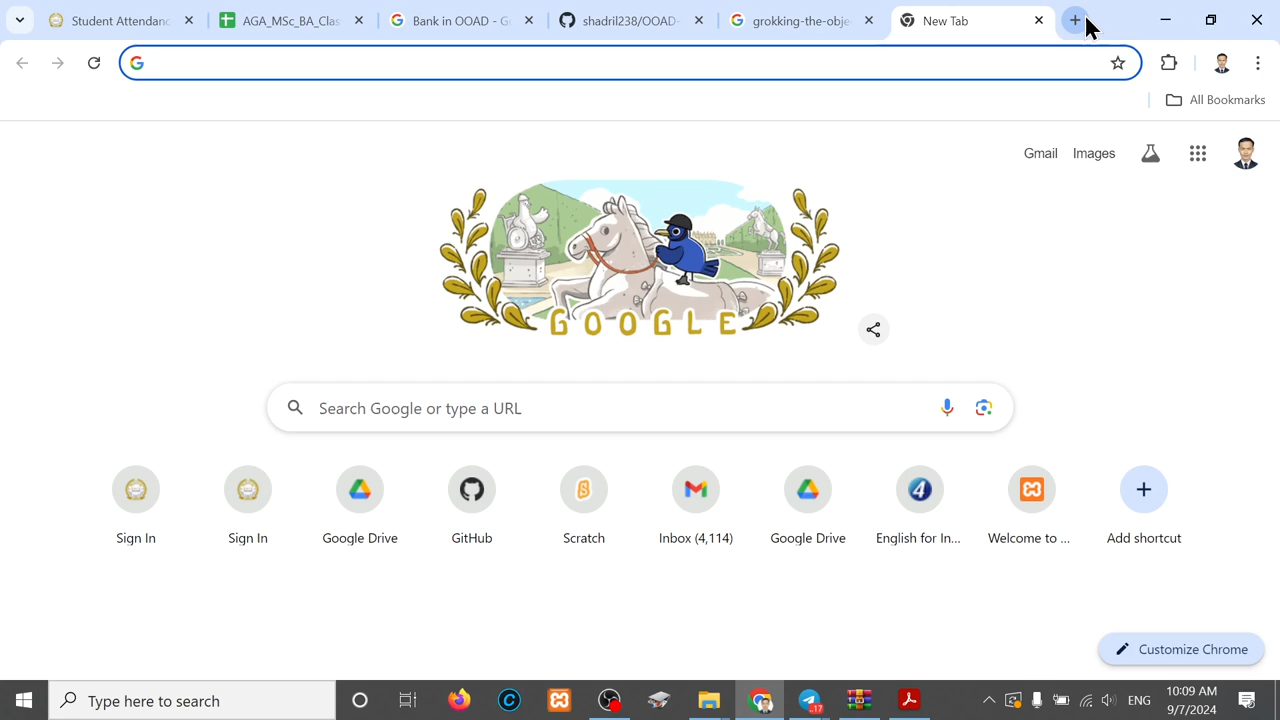 Student Attendanc
AGA_MSc_BA_Clas
Bank in OOAD - Go
shadril238/OOAD-
grokking-the-obje
New Tab
All Bookmarks
Gmail
Images
GOOGLE
Search Google or type a URL
Sign In
Sign In
Google Drive
GitHub
Scratch
Inbox (4,114)
Google Drive
English for In...
Welcome to ...
Add shortcut
Customize Chrome
Type here to search
17
ENG
10:09 AM
9/7/2024